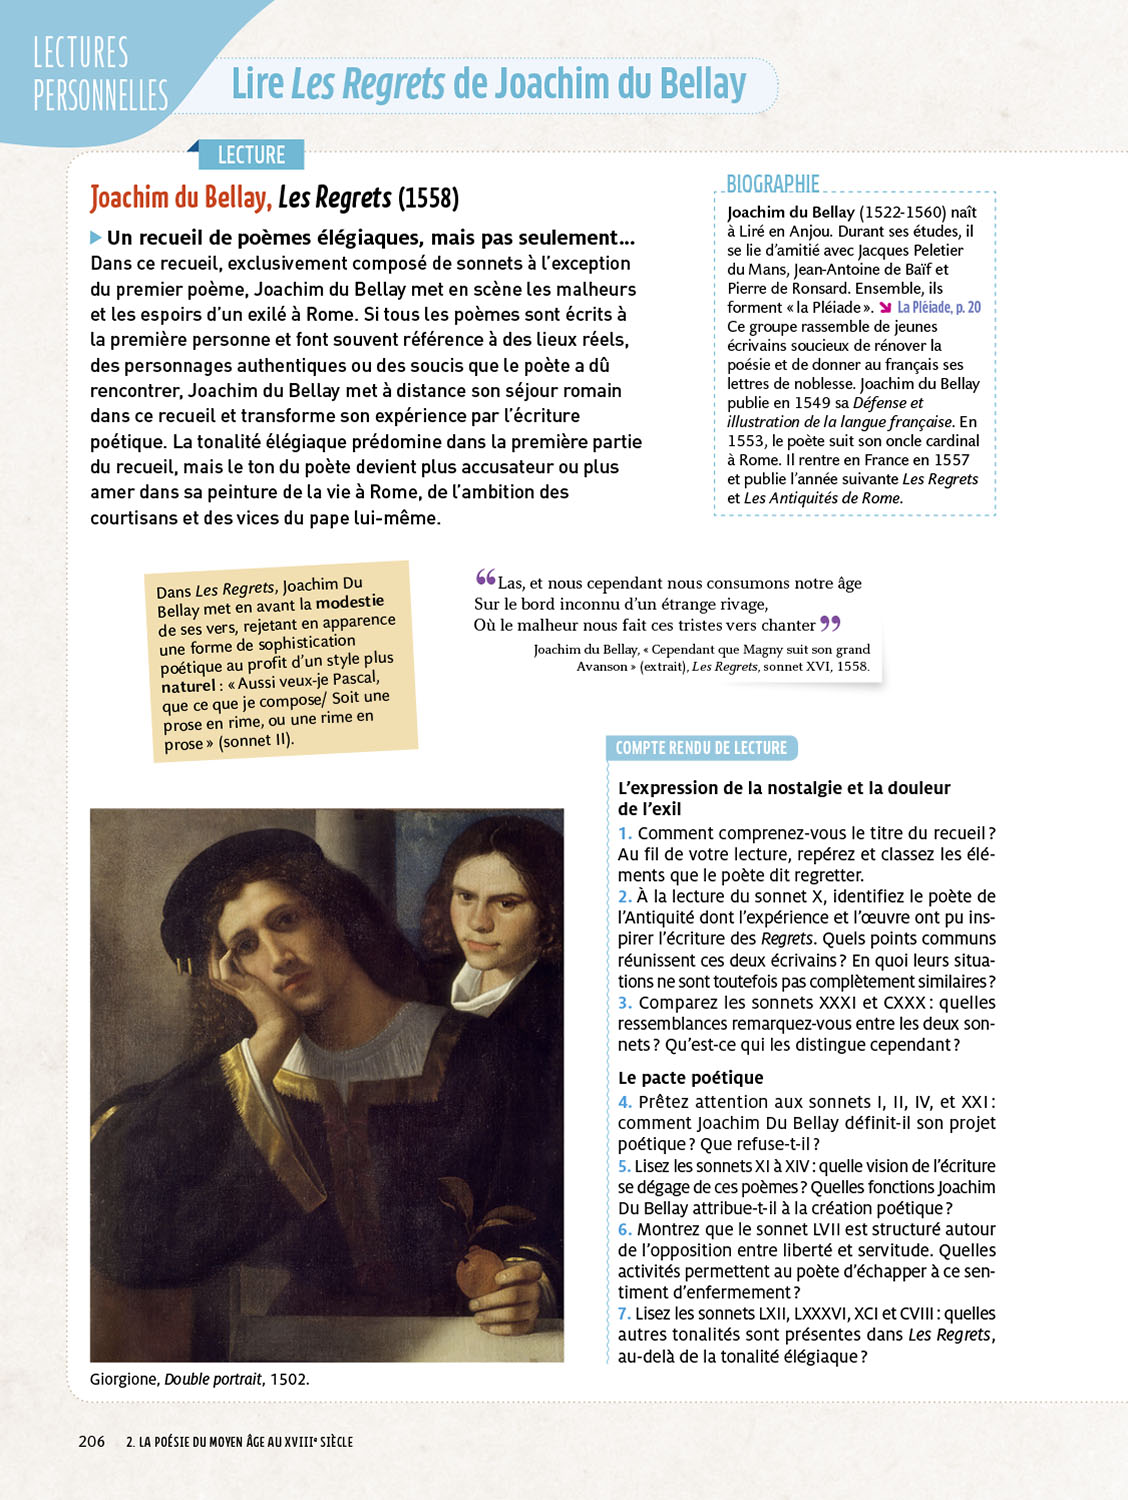 LECTURES
PERSONNELLES
Lire Les Regrets de Joachim du Bellay
LECTURE
Joachim du Bellay, Les Regrets (1558)
▶ Un recueil de poèmes élégiaques, mais pas seulement...
Dans ce recueil, exclusivement composé de sonnets à l’exception
du premier poème, Joachim du Bellay met en scène les malheurs
et les espoirs d’un exilé à Rome. Si tous les poèmes sont écrits à
la première personne et font souvent référence à des lieux réels,
des personnages authentiques ou des soucis que le poète a dû
rencontrer, Joachim du Bellay met à distance son séjour romain
dans ce recueil et transforme son expérience par l’écriture
poétique. La tonalité élégiaque prédomine dans la première partie
du recueil, mais le ton du poète devient plus accusateur ou plus
amer dans sa peinture de la vie à Rome, de l’ambition des
courtisans et des vices du pape lui-même.
BIOGRAPHIE
Joachim du Bellay (1522-1560) naît
à Liré en Anjou. Durant ses études, il
se lie d’amitié avec Jacques Peletier
du Mans, Jean-Antoine de Baïf et
Pierre de Ronsard. Ensemble, ils
forment « la Pléiade ». ↘ La Pléiade, p. 20
Ce groupe rassemble de jeunes
écrivains soucieux de rénover la
poésie et de donner au français ses
lettres de noblesse. Joachim du Bellay
publie en 1549 sa Défense et
illustration de la langue française. En
1553, le poète suit son oncle cardinal
à Rome. Il rentre en France en 1557
et publie l’année suivante Les Regrets
et Les Antiquités de Rome.
Dans Les Regrets, Joachim Du
Bellay met en avant la modestie
de ses vers, rejetant en apparence
une forme de sophistication
poétique au profit d’un style plus
naturel : « Aussi veux-je Pascal,
que ce que je compose/ Soit une
prose en rime, ou une rime en
prose » (sonnet II).
“Las, et nous cependant nous consumons notre âge
Sur le bord inconnu d’un étrange rivage,
Où le malheur nous fait ces tristes vers chanter”
Joachim du Bellay, « Cependant que Magny suit son grand
Avanson » (extrait), Les Regrets, sonnet XVI, 1558.
COMPTE RENDU DE LECTURE
L’expression de la nostalgie et la douleur
de l’exil
1. Comment comprenez-vous le titre du recueil ?
Au fil de votre lecture, repérez et classez les élé-
ments que le poète dit regretter.
2. À la lecture du sonnet X, identifiez le poète de
l’Antiquité dont l’expérience et l’œuvre ont pu ins-
pirer l’écriture des Regrets. Quels points communs
réunissent ces deux écrivains ? En quoi leurs situa-
tions ne sont toutefois pas complètement similaires ?
3. Comparez les sonnets XXXI et CXXX : quelles
ressemblances remarquez-vous entre les deux son-
nets ? Qu’est-ce qui les distingue cependant ?
Le pacte poétique
4. Prêtez attention aux sonnets I, II, IV, et XXI :
comment Joachim Du Bellay définit-il son projet
poétique ? Que refuse-t-il ?
5. Lisez les sonnets XI à XIV : quelle vision de l’écriture
se dégage de ces poèmes ? Quelles fonctions Joachim
Du Bellay attribue-t-il à la création poétique ?
6. Montrez que le sonnet LVII est structuré autour
de l’opposition entre liberté et servitude. Quelles
activités permettent au poète d’échapper à ce sen-
timent d’enfermement ?
7. Lisez les sonnets LXII, LXXXVI, XCI et CVIII : quelles
autres tonalités sont présentes dans Les Regrets,
au-delà de la tonalité élégiaque ?
Giorgione, Double portrait, 1502.
206 2. LA POÉSIE DU MOYEN ÂGE AU XVIIIe SIÈCLE